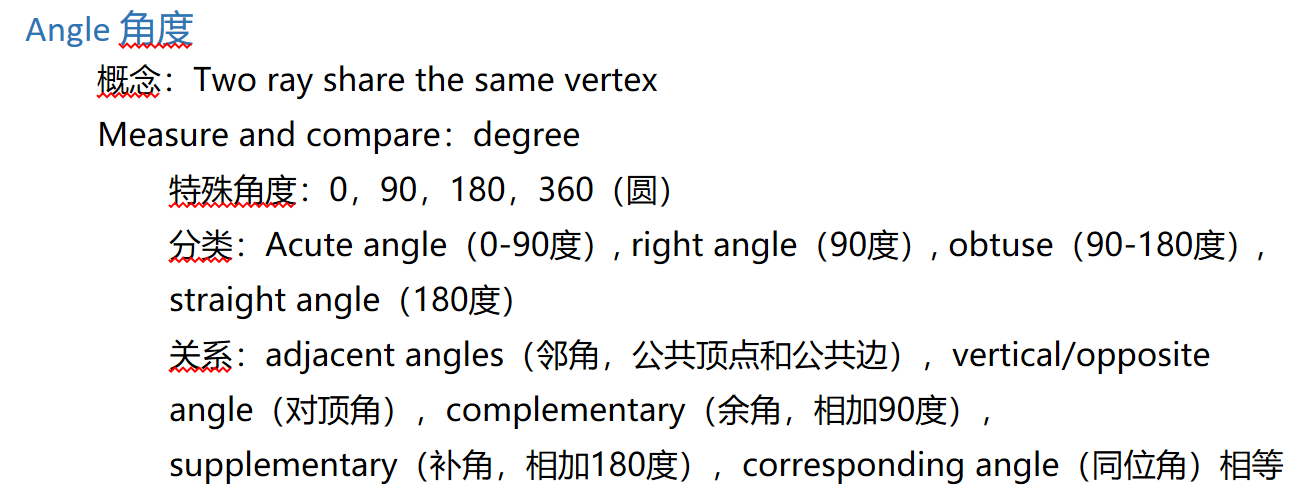 Angle 角度
概念：Two ray share the same vertex
Measure and compare：degree
特殊角度：0，90，180，360（圆）
分类：Acute angle（0-90度）, right angle（90度）, obtuse（90-180度）,
straight angle（180度）
关系：adjacent angles（邻角，公共顶点和公共边），vertical/opposite
angle（对顶角），complementary（余角，相加90度），
supplementary（补角，相加180度），corresponding angle（同位角）相等